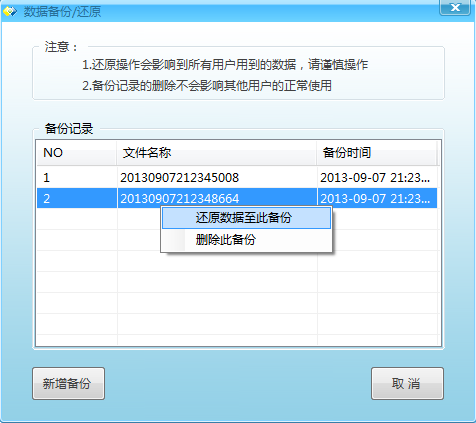 数据备份/还原
注意：
1.还原操作会影响到所有用户用到的数据，请谨慎操作
2.备份记录的删除不会影响其他用户的正常使用
备份记录
NO 文件名称 备份时间
1 20130907212345008 2013-09-07 21:23...
2 20130907212348664 2013-09-07 21:23...
还原数据至此备份
删除此备份
新增备份 取 消